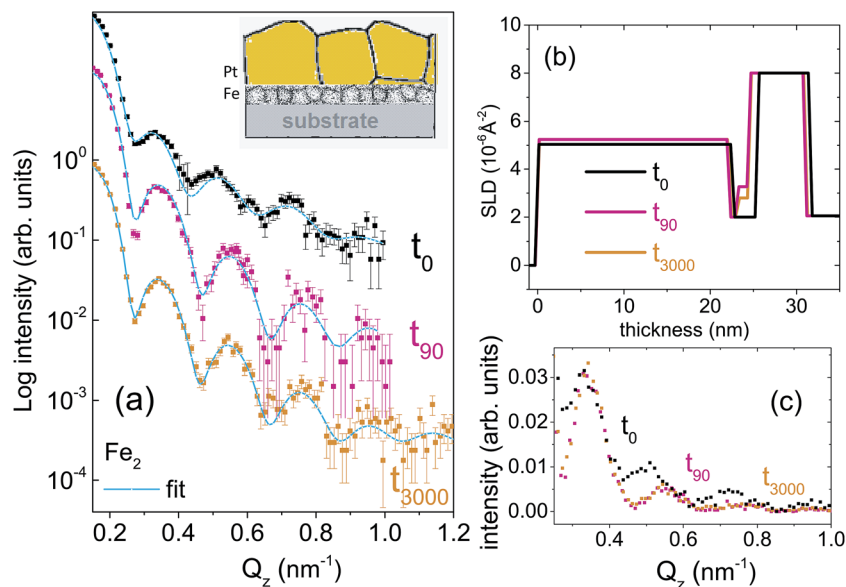 Log intensity (arb. units)
10⁰
10⁻¹
10⁻²
10⁻³
10⁻⁴
Pt
Fe
substrate
t₀
t₉₀
t₃₀₀₀
(a)
Fe₂
fit
0.2 0.4 0.6 0.8 1.0 1.2
Q_z (nm⁻¹)
(b)
SLD (10⁻⁶Å⁻²)
10
8
6
4
2
0
t₀
t₉₀
t₃₀₀₀
0 10 20 30
thickness (nm)
(c)
intensity (arb. units)
0.03
0.02
0.01
0.00
t₀
t₉₀
t₃₀₀₀
0.4 0.6 0.8 1.0
Q_z (nm⁻¹)